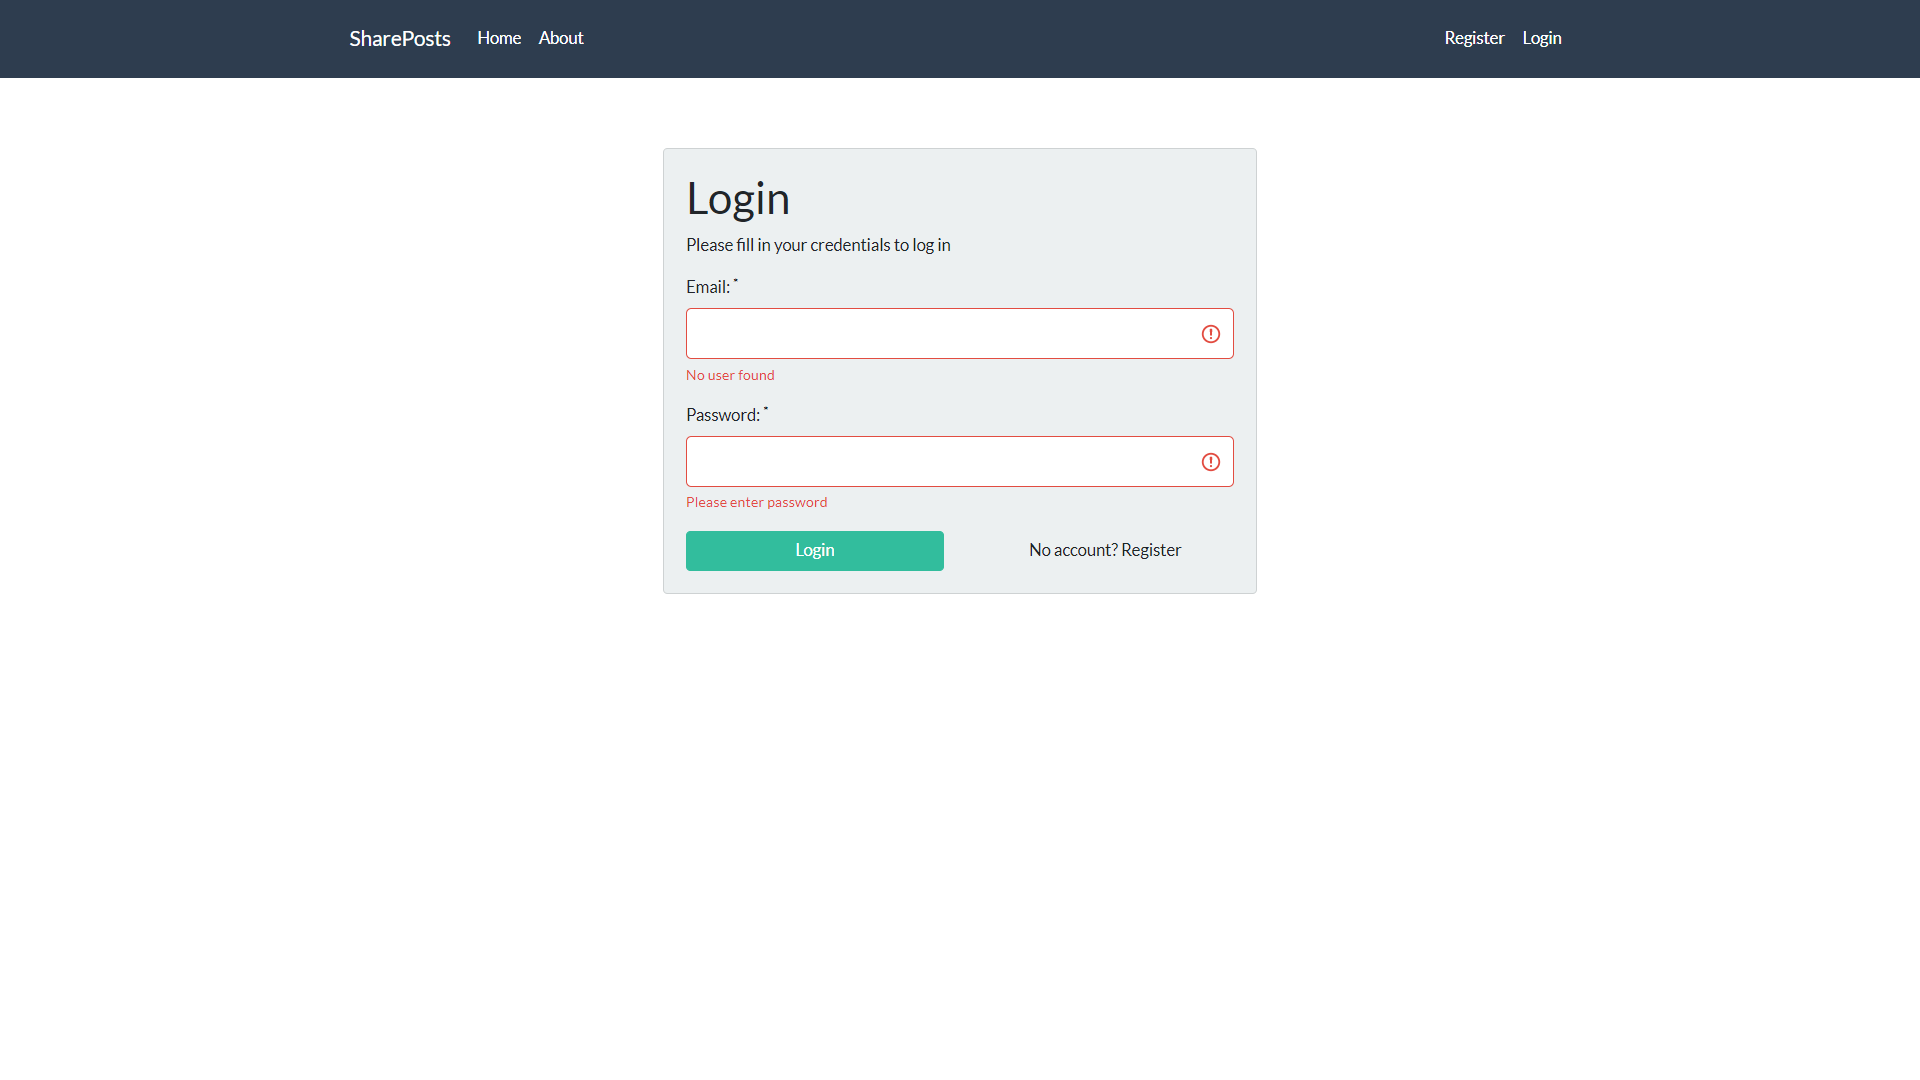 SharePosts Home About Register Login
Login
Please fill in your credentials to log in
Email: *
No user found
Password: *
Please enter password
Login No account? Register